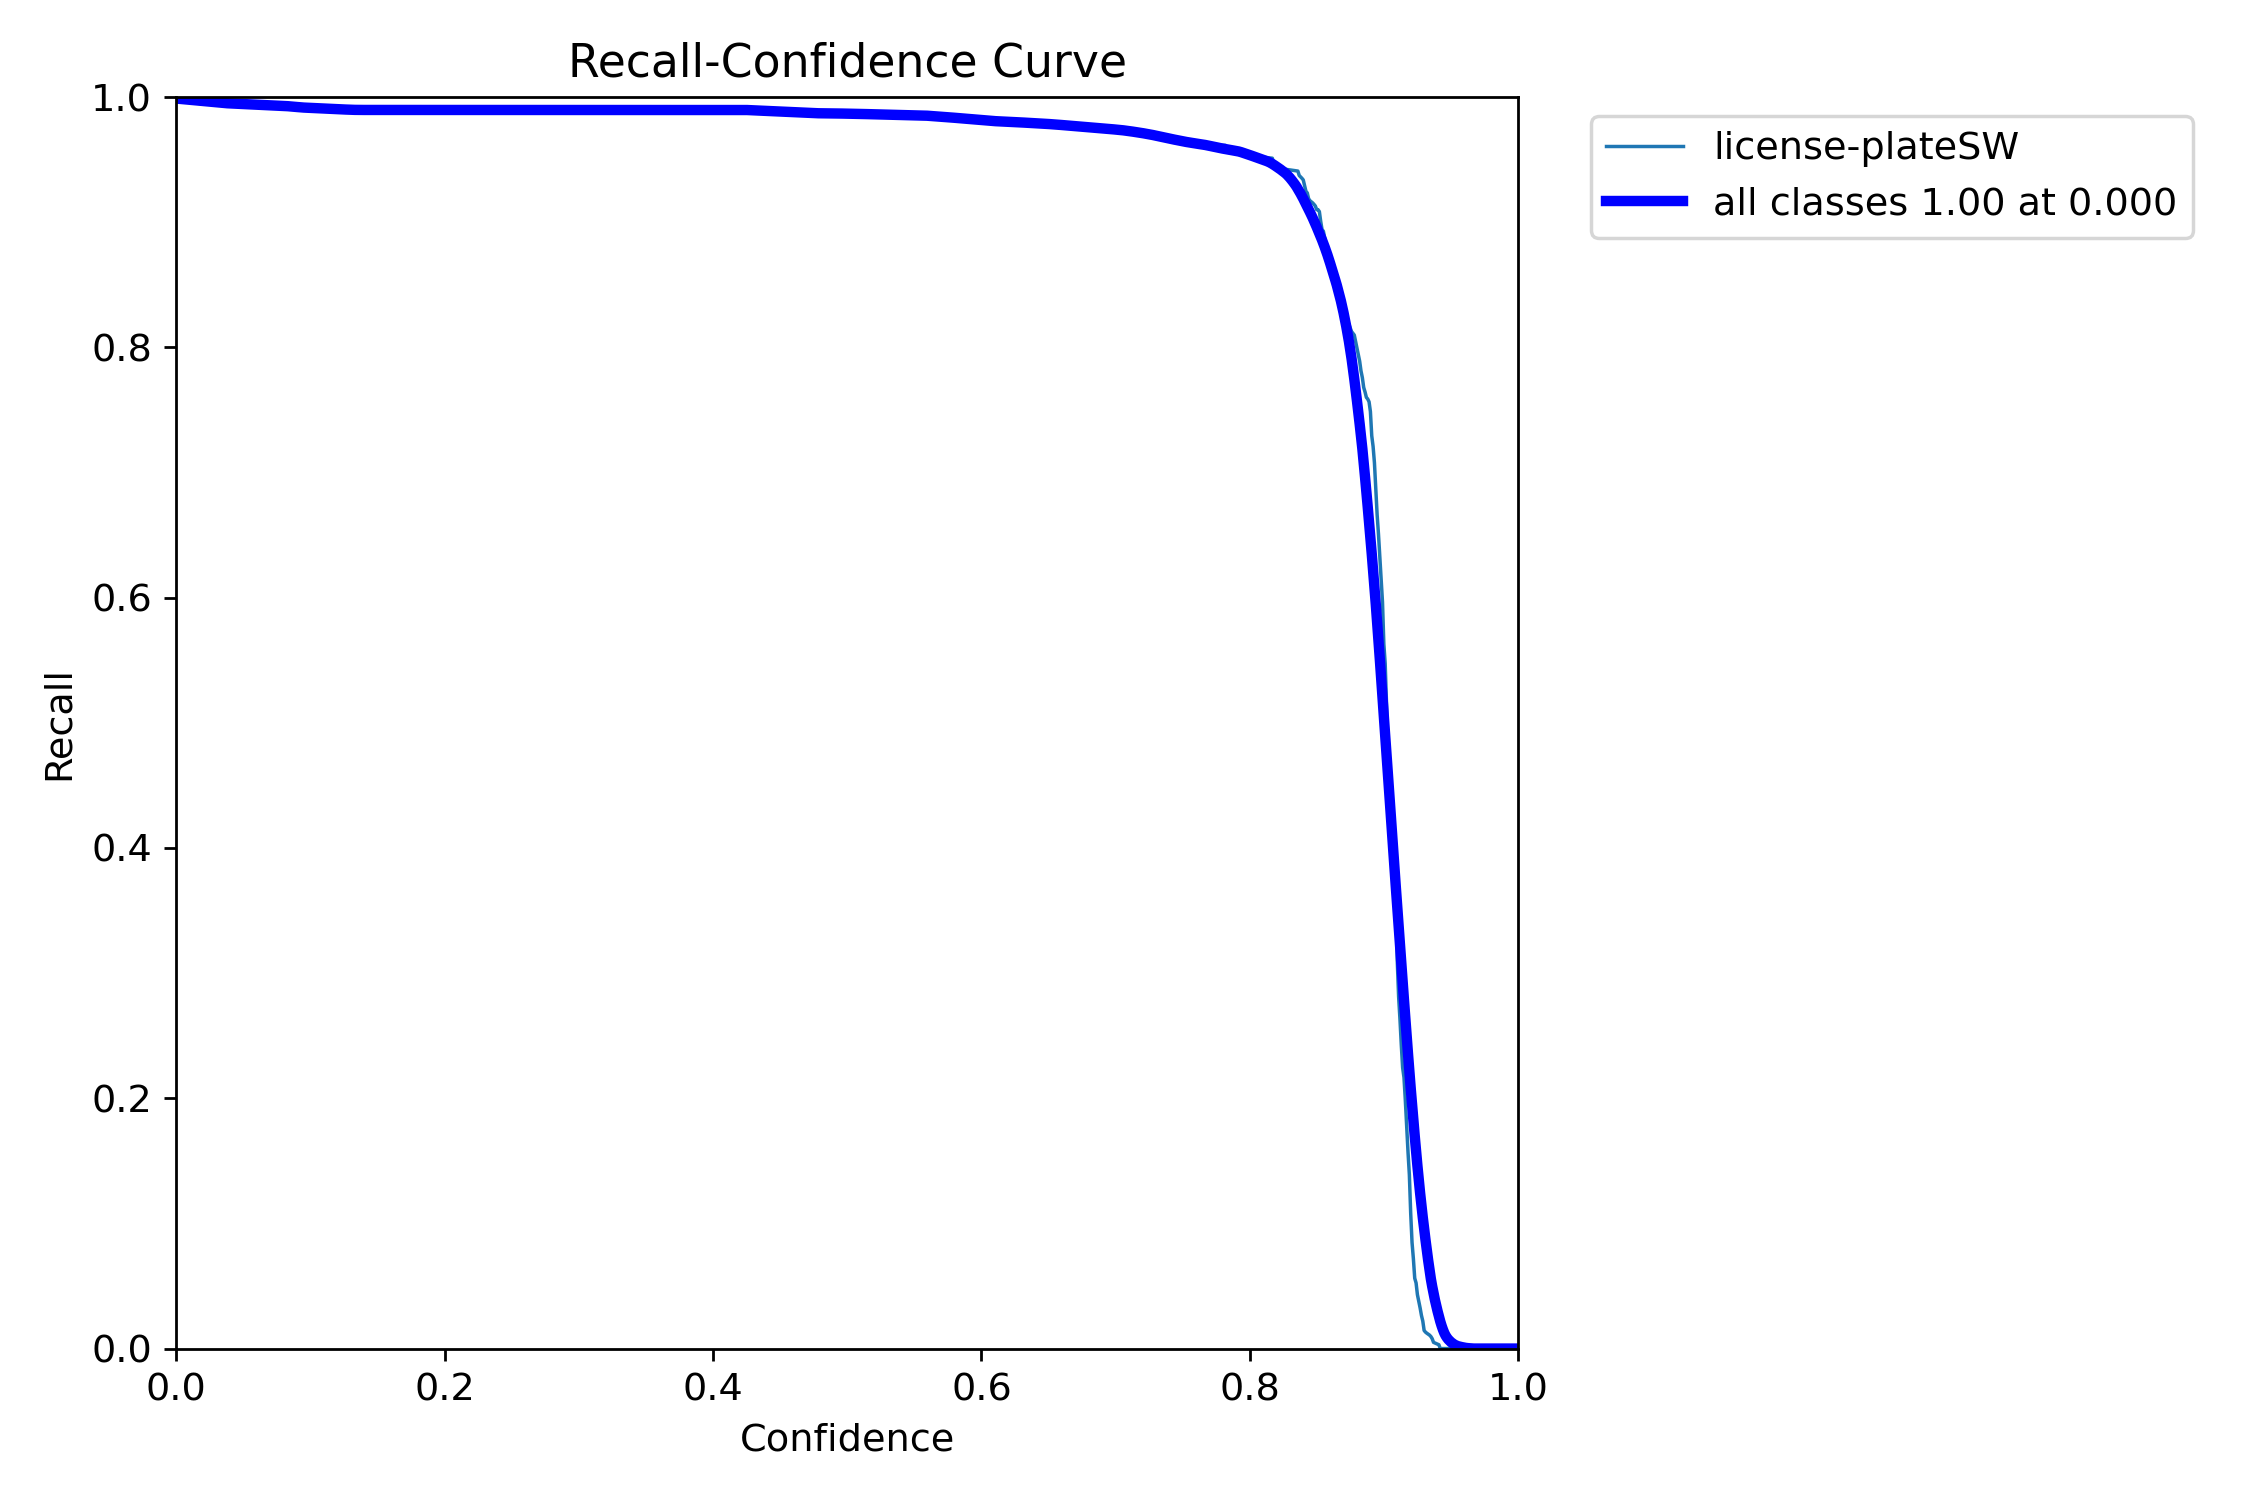 Recall-Confidence Curve
license-plateSW
all classes 1.00 at 0.000
1.0
0.8
0.6
0.4
0.2
0.0
Recall
0.0 0.2 0.4 0.6 0.8 1.0
Confidence